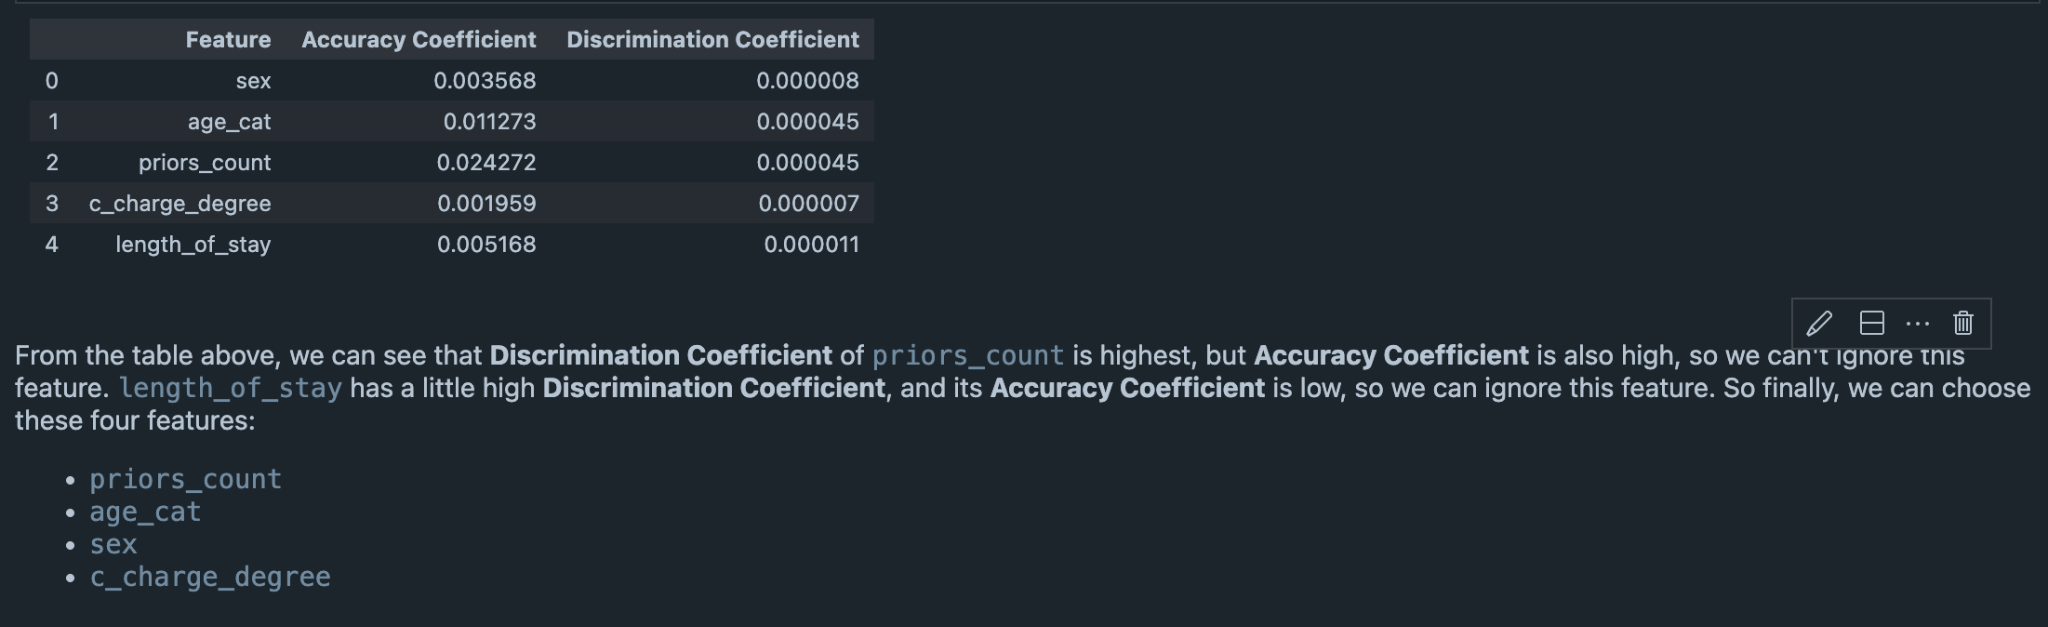 Feature Accuracy Coefficient Discrimination Coefficient
0 sex 0.003568 0.000008
1 age_cat 0.011273 0.000045
2 priors_count 0.024272 0.000045
3 c_charge_degree 0.001959 0.000007
4 length_of_stay 0.005168 0.000011
From the table above, we can see that Discrimination Coefficient of priors_count is highest, but Accuracy Coefficient is also high, so we can't ignore this
feature. length_of_stay has a little high Discrimination Coefficient, and its Accuracy Coefficient is low, so we can ignore this feature. So finally, we can choose
these four features:
• priors_count
• age_cat
• sex
• c_charge_degree